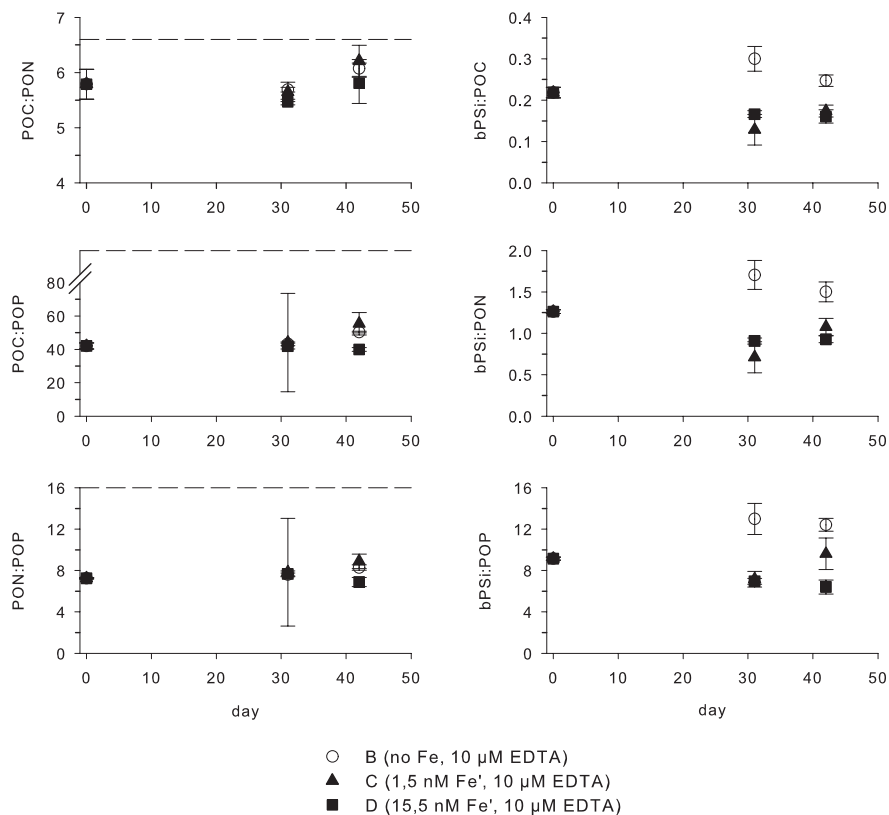 7
6
5
4
POC:PON
0 10 20 30 40 50
0.4
0.3
0.2
0.1
0.0
bPSi:POC
0 10 20 30 40 50
80
60
40
20
0
POC:POP
0 10 20 30 40 50
2.0
1.5
1.0
0.5
0.0
bPSi:PON
0 10 20 30 40 50
16
12
8
4
0
PON:POP
0 10 20 30 40 50
day
16
12
8
4
0
bPSi:POP
0 10 20 30 40 50
day
B (no Fe, 10 µM EDTA)
C (1,5 nM Fe', 10 µM EDTA)
D (15,5 nM Fe', 10 µM EDTA)